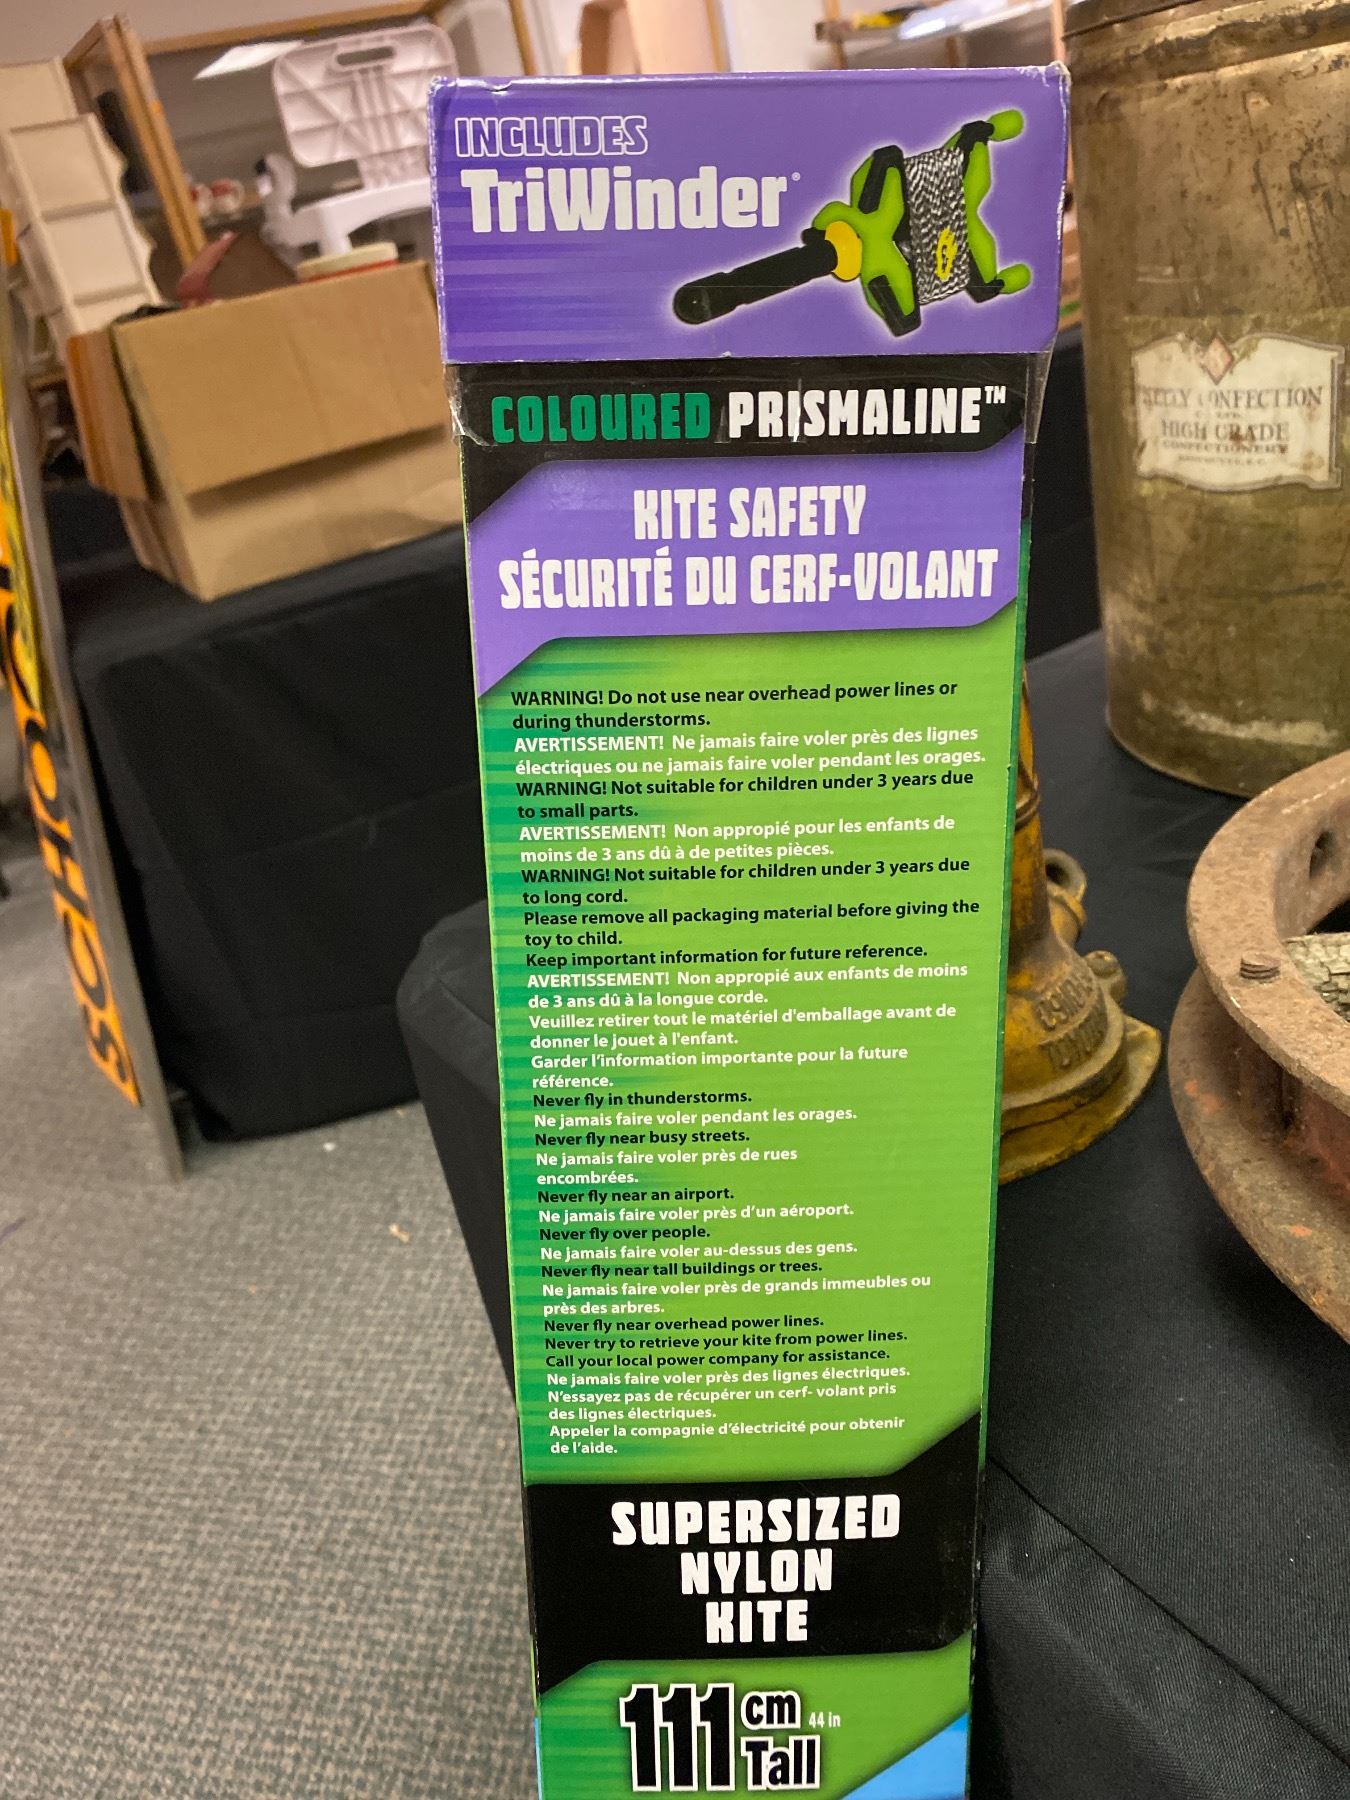 INCLUDES
TriWinder®
COLOURED PRISMALINE™
KITE SAFETY
SÉCURITÉ DU CERF-VOLANT
WARNING! Do not use near overhead power lines or
during thunderstorms.
AVERTISSEMENT! Ne jamais faire voler près des lignes
électriques ou ne jamais faire voler pendant les orages.
WARNING! Not suitable for children under 3 years due
to small parts.
AVERTISSEMENT! Non appropié pour les enfants de
moins de 3 ans dû à de petites pièces.
WARNING! Not suitable for children under 3 years due
to long cord.
Please remove all packaging material before giving the
toy to child.
Keep important information for future reference.
AVERTISSEMENT! Non appropié aux enfants de moins
de 3 ans dû à la longue corde.
Veuillez retirer tout le matériel d'emballage avant de
donner le jouet à l'enfant.
Garder l'information importante pour la future
référence.
Never fly in thunderstorms.
Ne jamais faire voler pendant les orages.
Never fly near busy streets.
Ne jamais faire voler près de rues
encombrées.
Never fly near an airport.
Ne jamais faire voler près d'un aéroport.
Never fly over people.
Ne jamais faire voler au-dessus des gens.
Never fly near tall buildings or trees.
Ne jamais faire voler près de grands immeubles ou
près des arbres.
Never fly near overhead power lines.
Never try to retrieve your kite from power lines.
Call your local power company for assistance.
Ne jamais faire voler près des lignes électriques.
N'essayez pas de récupérer un cerf- volant pris
des lignes électriques.
Appeler la compagnie d'électricité pour obtenir
de l'aide.
SUPERSIZED
NYLON
KITE
111 cm 44 in
Tall
CONFECTION
HIGH GRADE
CONFECTIONERY